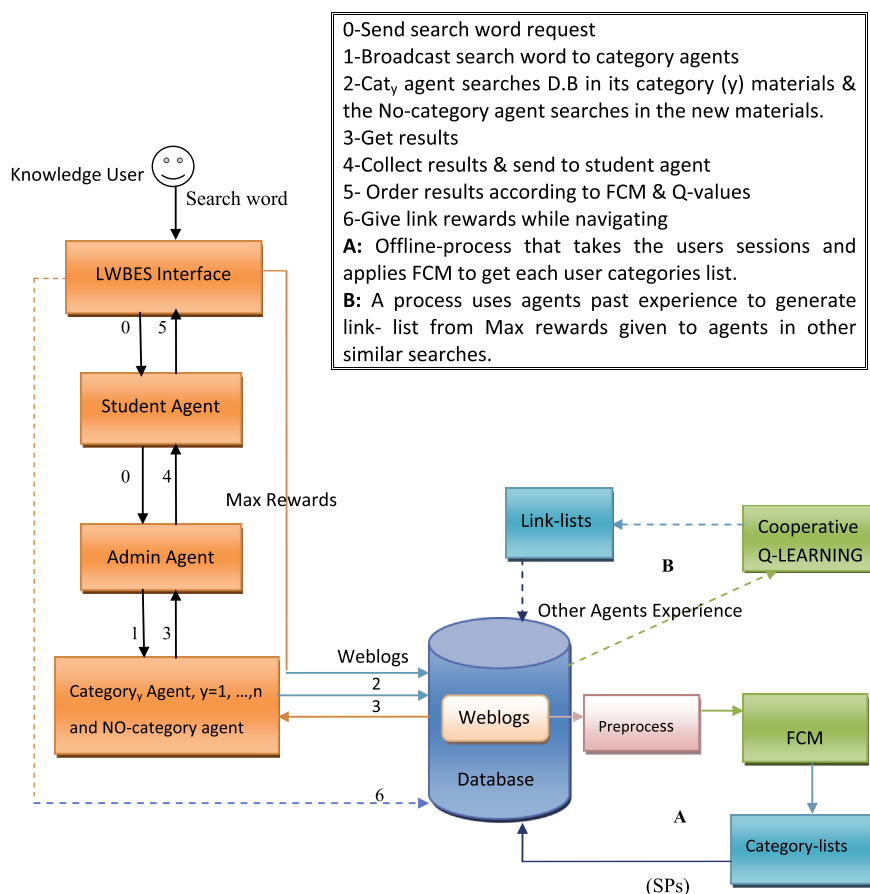 0-Send search word request
1-Broadcast search word to category agents
2-Caty agent searches D.B in its category (y) materials &
the No-category agent searches in the new materials.
3-Get results
4-Collect results & send to student agent
5- Order results according to FCM & Q-values
6-Give link rewards while navigating
A: Offline-process that takes the users sessions and
applies FCM to get each user categories list.
B: A process uses agents past experience to generate
link- list from Max rewards given to agents in other
similar searches.
Knowledge User
Search word
LWBES Interface
0 5
Student Agent
0 4
Max Rewards
Admin Agent
1 3
Categoryy Agent, y=1, ...,n
and NO-category agent
Weblogs
2
3
6
Link-lists
Cooperative
Q-LEARNING
B
Other Agents Experience
Weblogs
Database
Preprocess
FCM
A
Category-lists
(SPs)